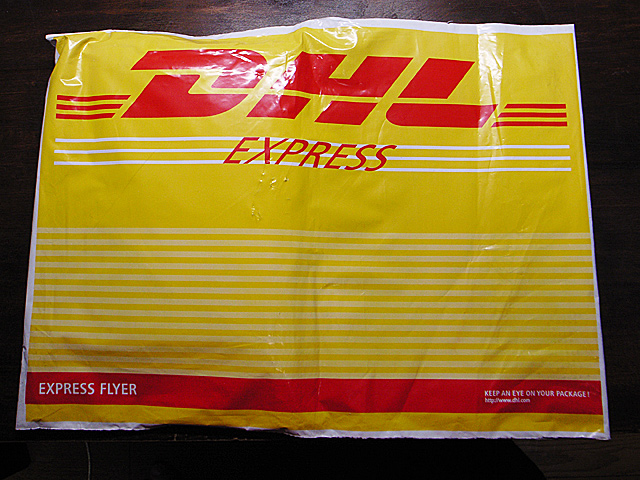 DHL
EXPRESS
EXPRESS FLYER
KEEP AN EYE ON YOUR PACKAGE!
http://www.dhl.com